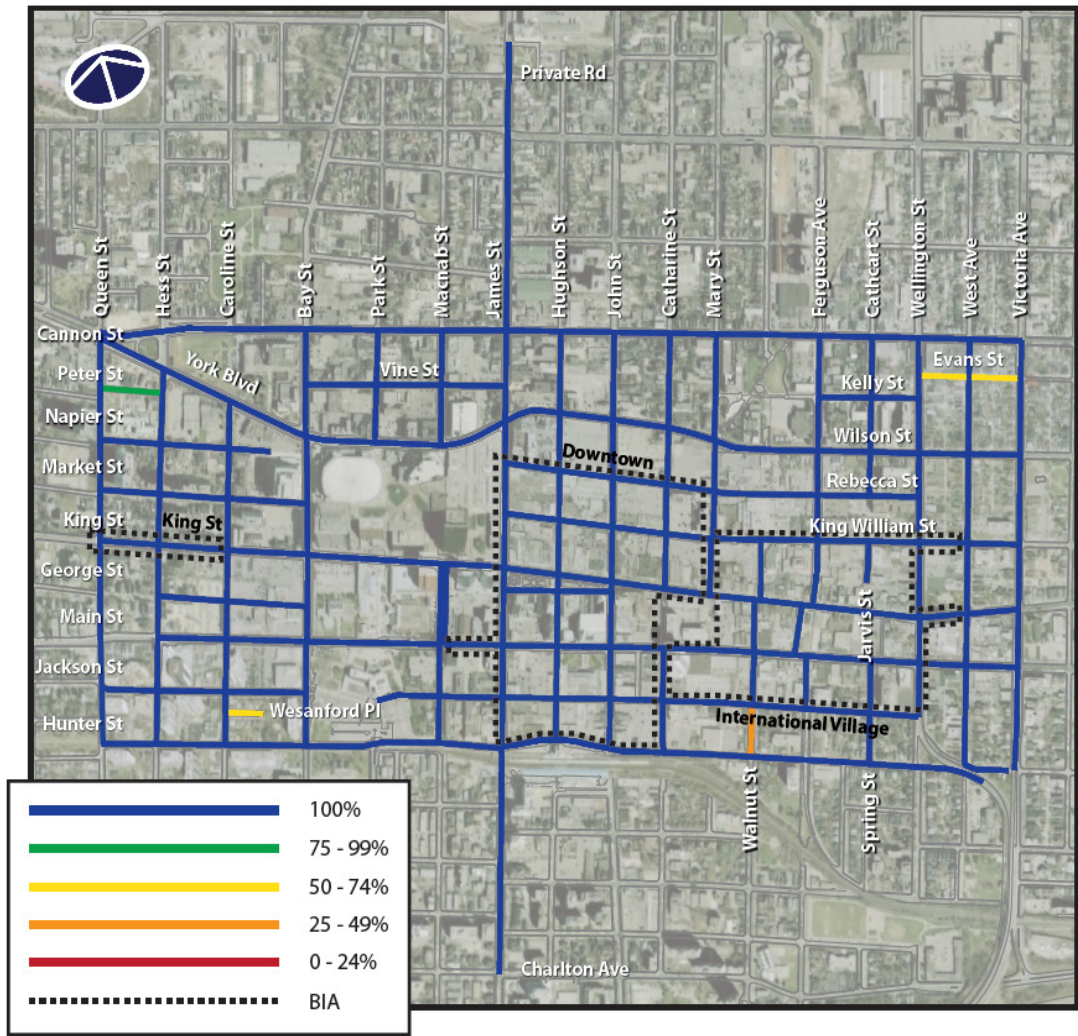 Private Rd
Queen St
Hess St
Caroline St
Bay St
Park St
Macnab St
James St
Hughson St
John St
Catharine St
Mary St
Ferguson Ave
Cathcart St
Wellington St
West Ave
Victoria Ave
Cannon St
York Blvd
Peter St
Vine St
Evans St
Kelly St
Napier St
Wilson St
Market St
Downtown
Rebecca St
King St
King St
King William St
George St
Main St
Jarvis St
Jackson St
Wesanford Pl
Hunter St
International Village
Walnut St
Spring St
Charlton Ave
100%
75 - 99%
50 - 74%
25 - 49%
0 - 24%
BIA